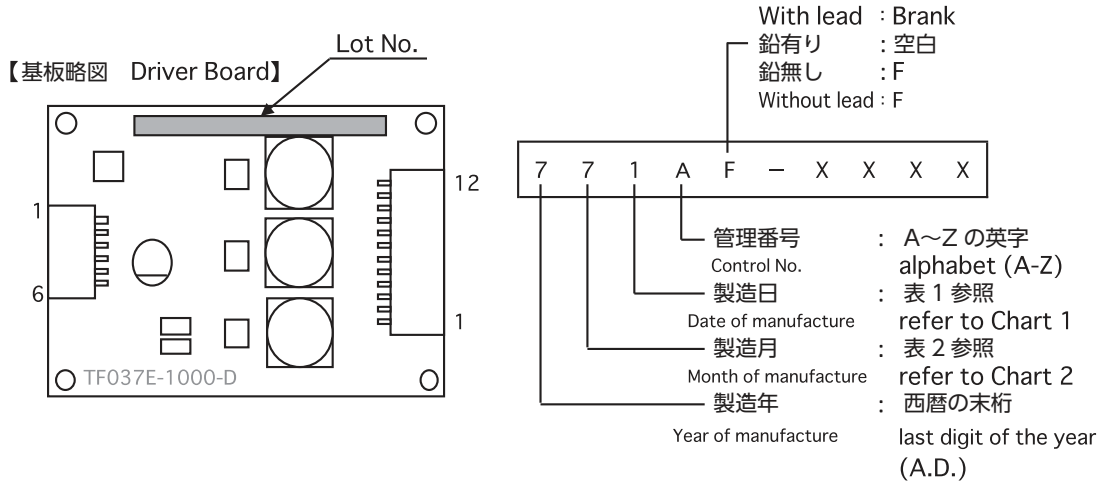 【基板略図 Driver Board】
Lot No.
1
6
12
1
TF037E-1000-D
With lead : Brank
鉛有り : 空白
鉛無し : F
Without lead : F
7 7 1 A F – X X X X
管理番号 : A〜Z の英字
Control No. alphabet (A-Z)
製造日 : 表 1 参照
Date of manufacture refer to Chart 1
製造月 : 表 2 参照
Month of manufacture refer to Chart 2
製造年 : 西暦の末桁
Year of manufacture last digit of the year
(A.D.)